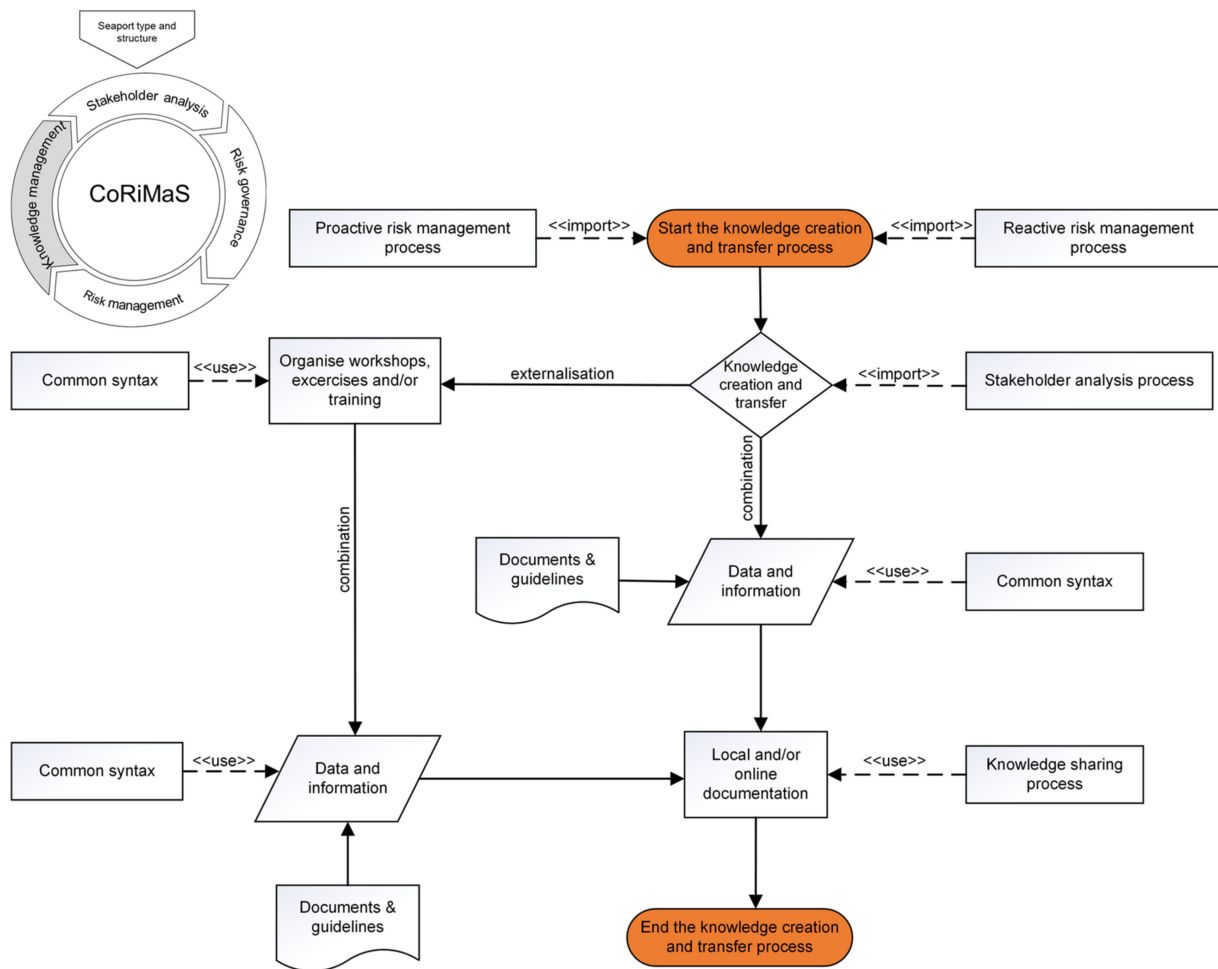 Seaport type and
structure
Stakeholder analysis
Risk governance
Risk management
Knowledge management
CoRiMaS
Proactive risk management
process
<<import>>
Start the knowledge creation
and transfer process
<<import>>
Reactive risk management
process
Common syntax
<<use>>
Organise workshops,
excercises and/or
training
externalisation
Knowledge
creation and
transfer
<<import>>
Stakeholder analysis process
combination
combination
Documents &
guidelines
Data and
information
<<use>>
Common syntax
Common syntax
<<use>>
Data and
information
Local and/or
online
documentation
<<use>>
Knowledge sharing
process
Documents &
guidelines
End the knowledge creation
and transfer process